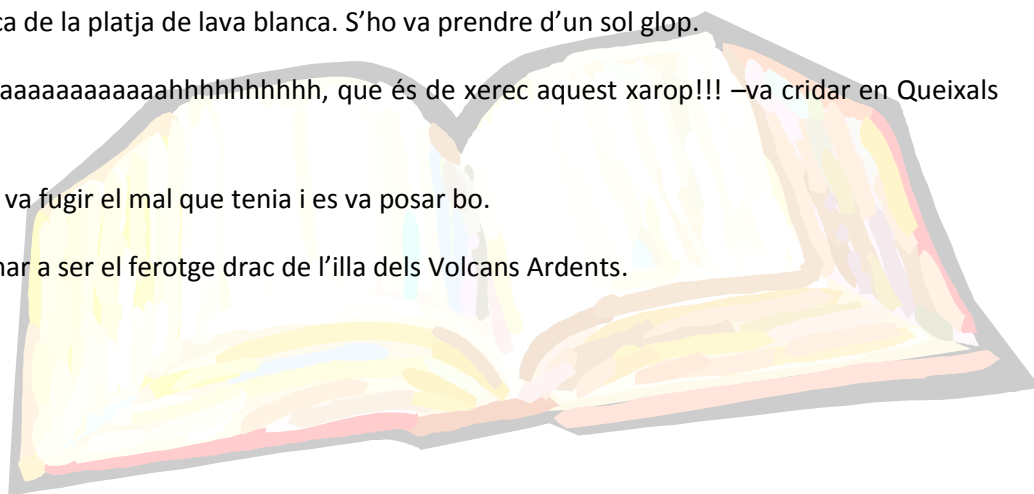 ca de la platja de lava blanca. S’ho va prendre d’un sol glop.
aaaaaaaaaaaaahhhhhhhhhh, que és de xerec aquest xarop!!! –va cridar en Queixals
va fugir el mal que tenia i es va posar bo.
nar a ser el ferotge drac de l’illa dels Volcans Ardents.